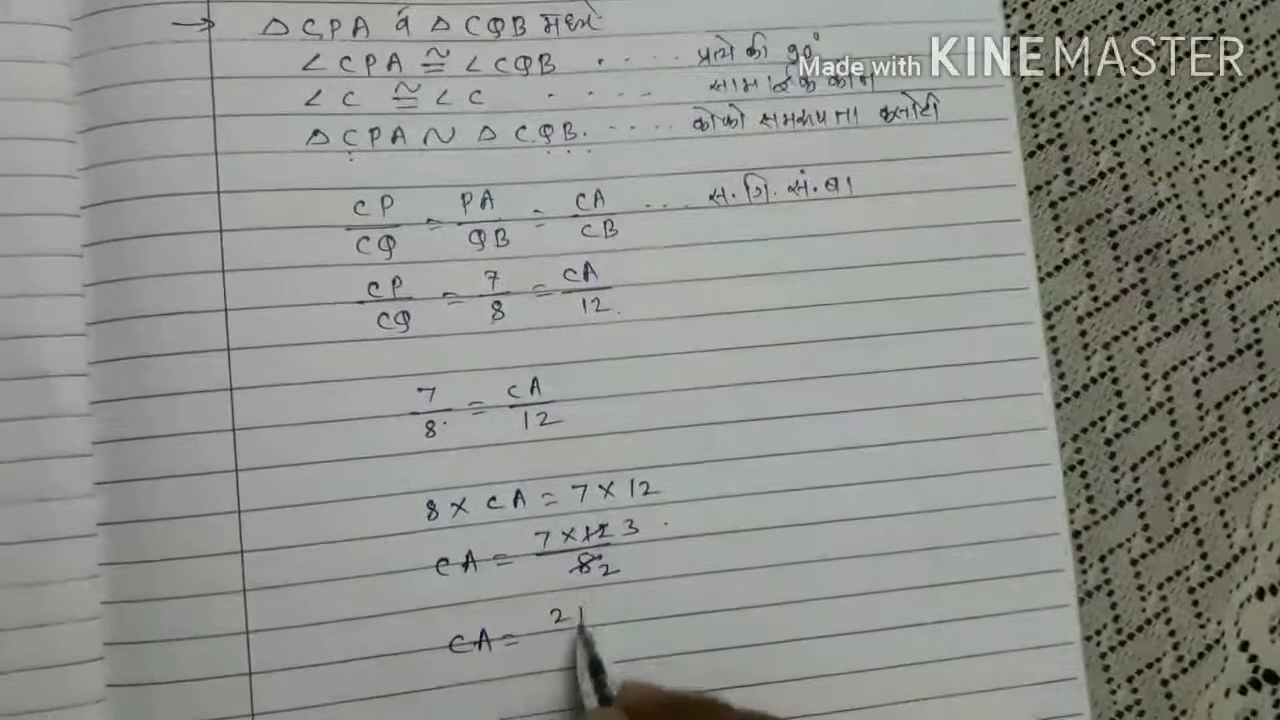 → △CPA व △CQB मध्ये
∠CPA ≅ ∠CQB ..... प्रत्येकी 90°
Made with KINEMASTER
∠C ≅ ∠C ..... सामाईक कोन
△CPA ~ △CQB. .... कोको समरूपता कसोटी
CP/CQ = PA/QB = CA/CB ... स. त्रि. सं. बा
CP/CQ = 7/8 = CA/12.
7/8 = CA/12
8 × CA = 7 × 12
CA = 7 × 12 3 / 8 2
CA = 21